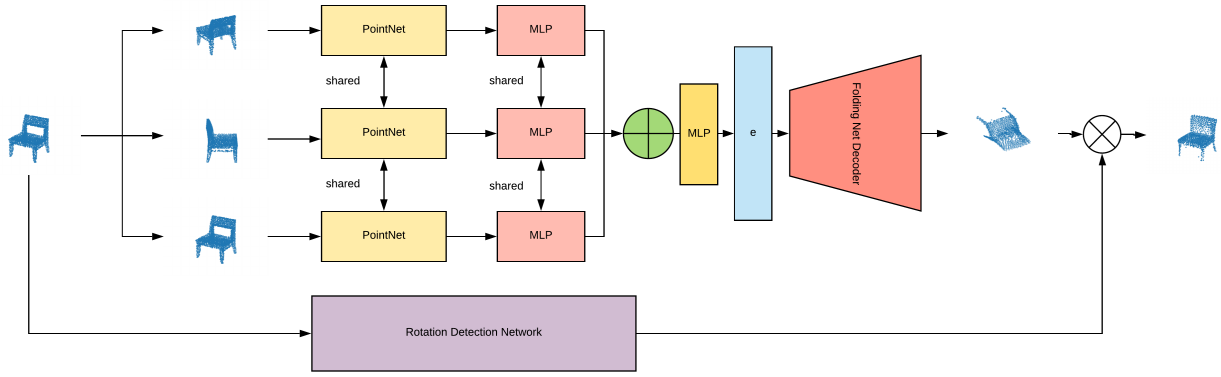 PointNet
MLP
shared
shared
PointNet
MLP
MLP
e
Folding Net Decoder
shared
shared
PointNet
MLP
Rotation Detection Network